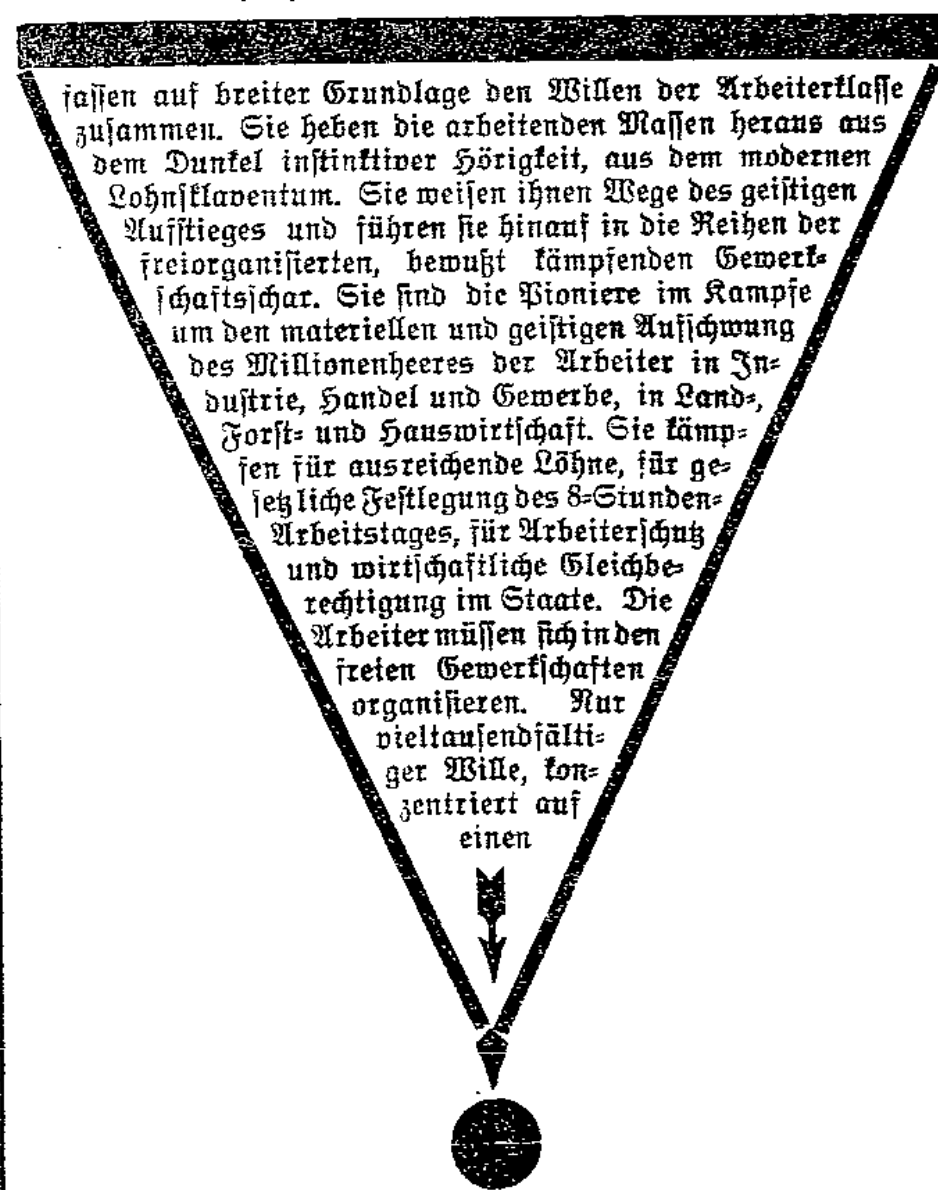 fassen auf breiter Grundlage den Willen der Arbeiterklasse
zusammen. Sie heben die arbeitenden Massen heraus aus
dem Dunkel instinktiver Hörigkeit, aus dem modernen
Lohnsklaventum. Sie weisen ihnen Wege des geistigen
Aufstieges und führen sie hinauf in die Reihen der
freiorganisierten, bewußt kämpfenden Gewerk-
schaftsschar. Sie sind die Pioniere im Kampfe
um den materiellen und geistigen Aufschwung
des Millionenheeres der Arbeiter in In-
dustrie, Handel und Gewerbe, in Land-,
Forst- und Hauswirtschaft. Sie kämp-
fen für ausreichende Löhne, für ge-
setzliche Festlegung des 8-Stunden-
Arbeitstages, für Arbeiterschutz
und wirtschaftliche Gleichbe-
rechtigung im Staate. Die
Arbeiter müssen sich in den
freien Gewerkschaften
organisieren. Nur
vieltausendfälti-
ger Wille, kon-
zentriert auf
einen